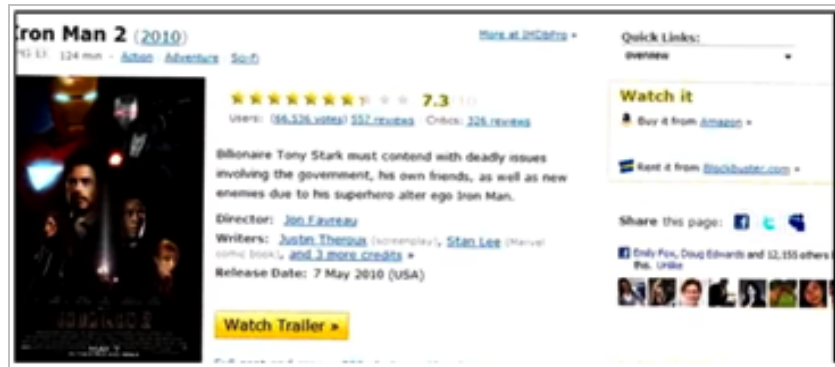 Iron Man 2 (2010)
More at IMDbPro »
124 min - Action Adventure Sci-Fi
7.3/10
Users: (66,536 votes) 557 reviews Critics: 326 reviews
Billionaire Tony Stark must contend with deadly issues
involving the government, his own friends, as well as new
enemies due to his superhero alter ego Iron Man.
Director: Jon Favreau
Writers: Justin Theroux (screenplay), Stan Lee (Marvel
comic book), and 3 more credits »
Release Date: 7 May 2010 (USA)
Watch Trailer »
IRON MAN 2
MAY 7
Quick Links:
overview
Watch it
Buy it from Amazon »
Rent it from Blockbuster.com »
Share this page:
Emily Fox, Doug Edwards and 12,155 others
this. Unlike